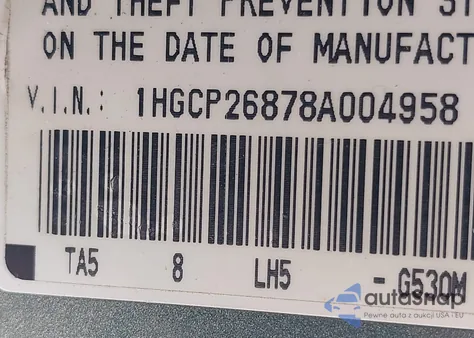 AND THEFT PREVENTION ST
ON THE DATE OF MANUFACT
V.I.N.: 1HGCP26878A004958
TA5 8 LH5 - G530M
autosnap
Pewne auta z aukcji USA - EU